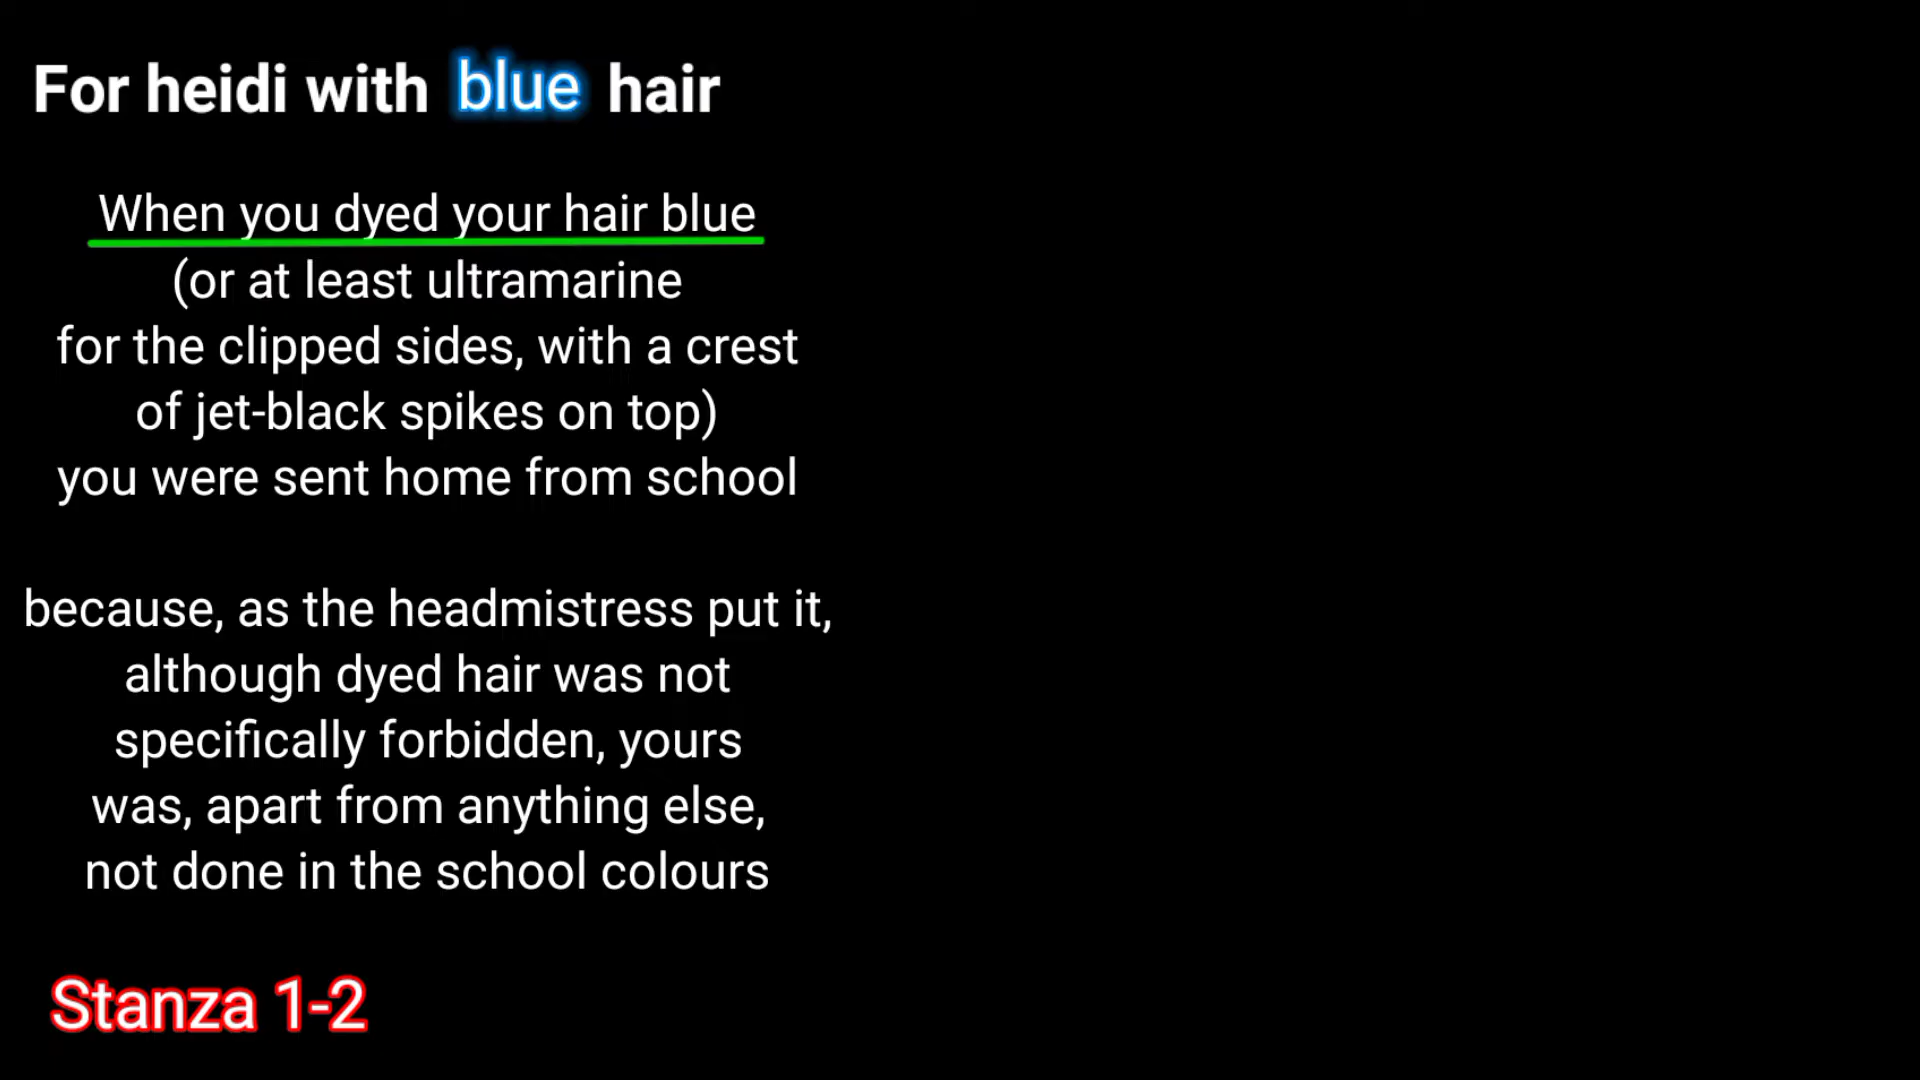 For heidi with blue hair
When you dyed your hair blue
(or at least ultramarine
for the clipped sides, with a crest
of jet-black spikes on top)
you were sent home from school
because, as the headmistress put it,
although dyed hair was not
specifically forbidden, yours
was, apart from anything else,
not done in the school colours
Stanza 1-2